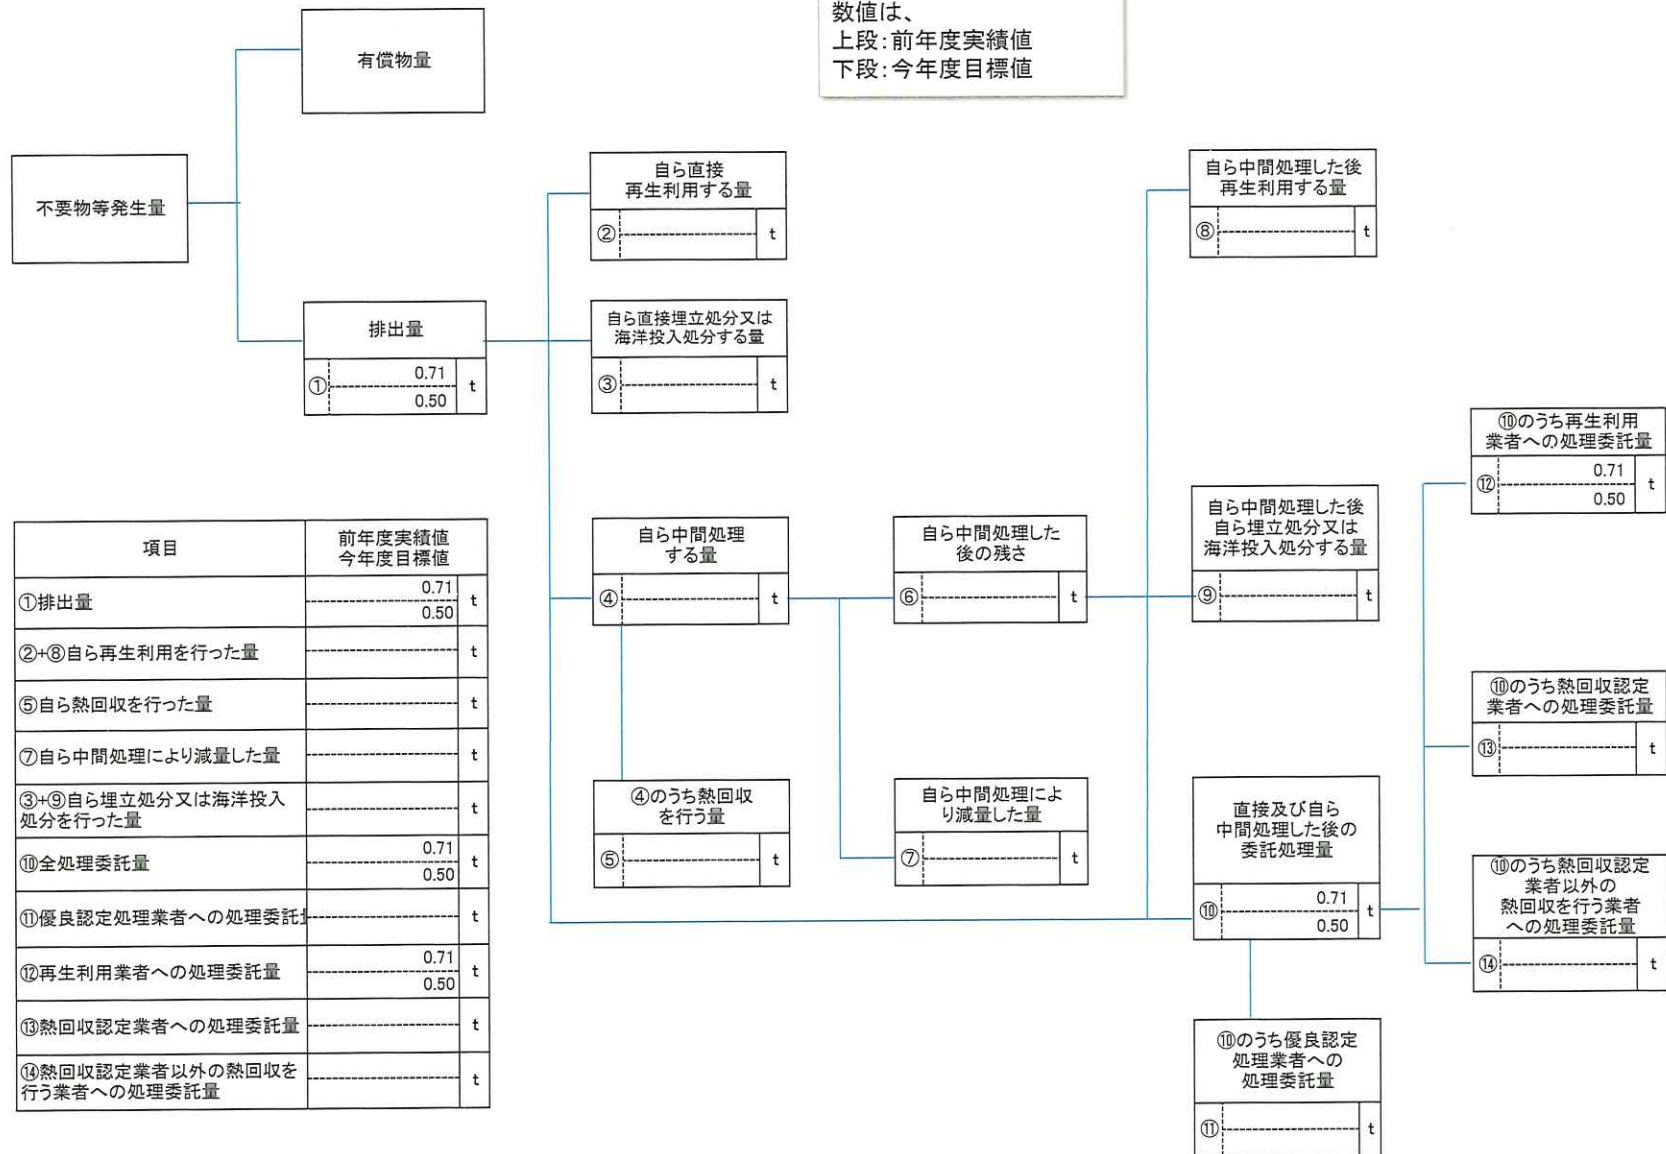 数値は、
上段:前年度実績値
下段:今年度目標値
有償物量
不要物等発生量
排出量
① 0.71 t
0.50
自ら直接
再生利用する量
② t
自ら直接埋立処分又は
海洋投入処分する量
③ t
自ら中間処理した後
再生利用する量
⑧ t
自ら中間処理
する量
④ t
自ら中間処理した
後の残さ
⑥ t
自ら中間処理した後
自ら埋立処分又は
海洋投入処分する量
⑨ t
④のうち熱回収
を行う量
⑤ t
自ら中間処理によ
り減量した量
⑦ t
直接及び自ら
中間処理した後の
委託処理量
⑩ 0.71 t
0.50
⑩のうち優良認定
処理業者への
処理委託量
⑪ t
⑩のうち再生利用
業者への処理委託量
⑫ 0.71 t
0.50
⑩のうち熱回収認定
業者への処理委託量
⑬ t
⑩のうち熱回収認定
業者以外の
熱回収を行う業者
への処理委託量
⑭ t
項目 前年度実績値
今年度目標値
①排出量 0.71 t
0.50
②+⑧自ら再生利用を行った量 t
⑤自ら熱回収を行った量 t
⑦自ら中間処理により減量した量 t
③+⑨自ら埋立処分又は海洋投入
処分を行った量 t
⑩全処理委託量 0.71 t
0.50
⑪優良認定処理業者への処理委託 t
⑫再生利用業者への処理委託量 0.71 t
0.50
⑬熱回収認定業者への処理委託量 t
⑭熱回収認定業者以外の熱回収を
行う業者への処理委託量 t